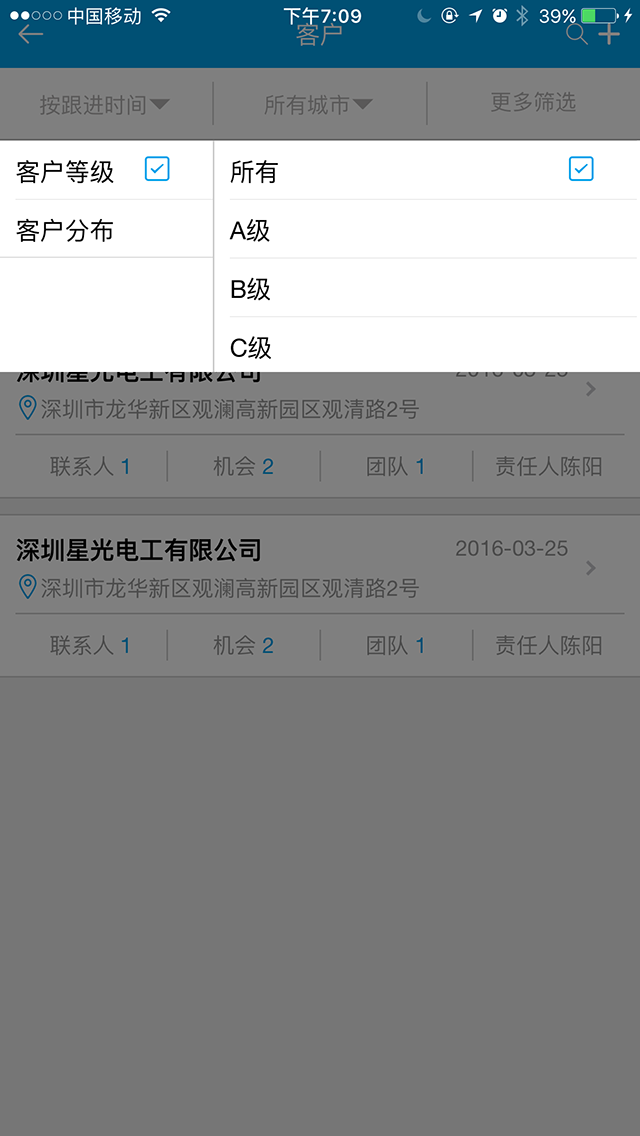 中国移动 下午7:09 39%
客户
按跟进时间 所有城市 更多筛选
客户等级 所有
客户分布 A级
B级
C级
深圳星光电工有限公司 2016-03-25
深圳市龙华新区观澜高新园区观清路2号
联系人 1 机会 2 团队 1 责任人陈阳
深圳星光电工有限公司 2016-03-25
深圳市龙华新区观澜高新园区观清路2号
联系人 1 机会 2 团队 1 责任人陈阳